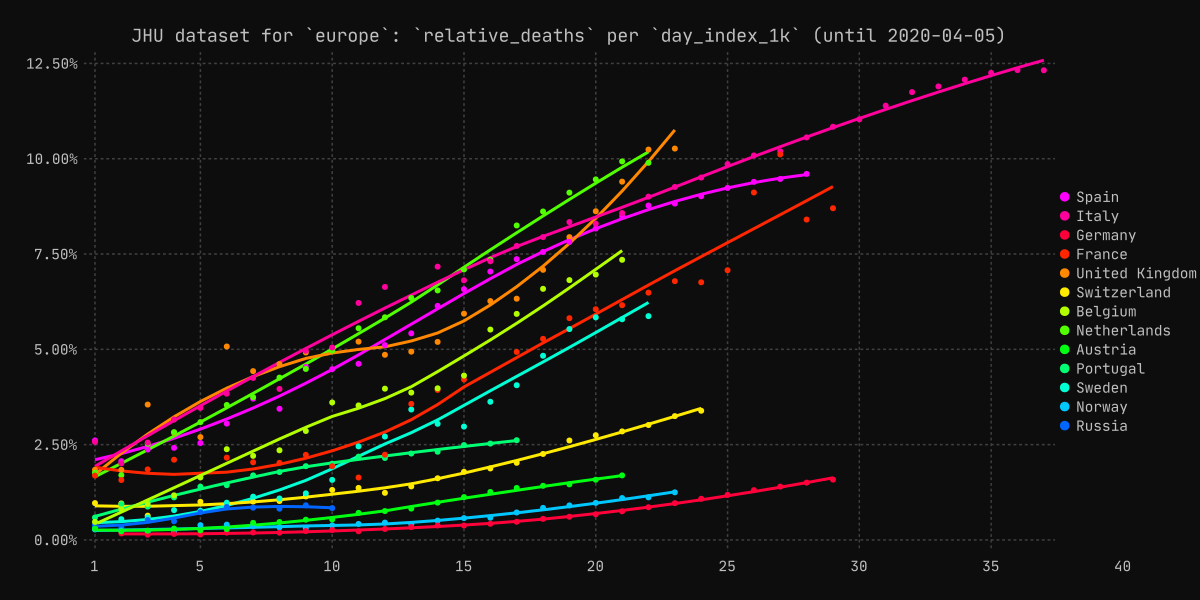 JHU dataset for `europe`: `relative_deaths` per `day_index_1k` (until 2020-04-05)
12.50%
10.00%
7.50%
5.00%
2.50%
0.00%
1 5 10 15 20 25 30 35 40
Spain
Italy
Germany
France
United Kingdom
Switzerland
Belgium
Netherlands
Austria
Portugal
Sweden
Norway
Russia